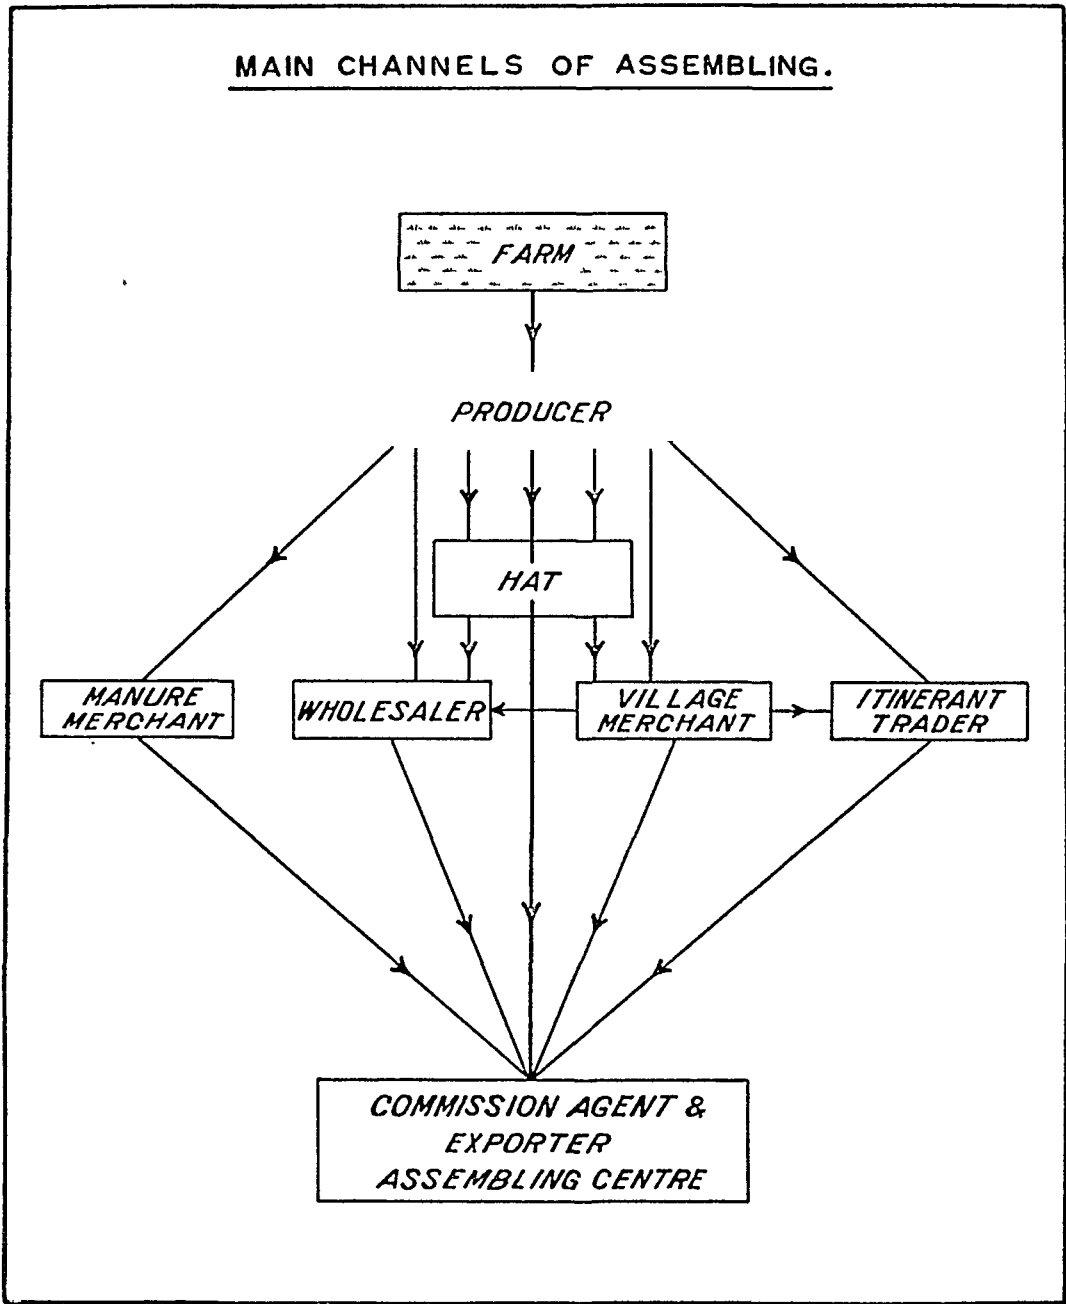 MAIN CHANNELS OF ASSEMBLING.
FARM
PRODUCER
HAT
MANURE
MERCHANT
WHOLESALER
VILLAGE
MERCHANT
ITINERANT
TRADER
COMMISSION AGENT &
EXPORTER
ASSEMBLING CENTRE